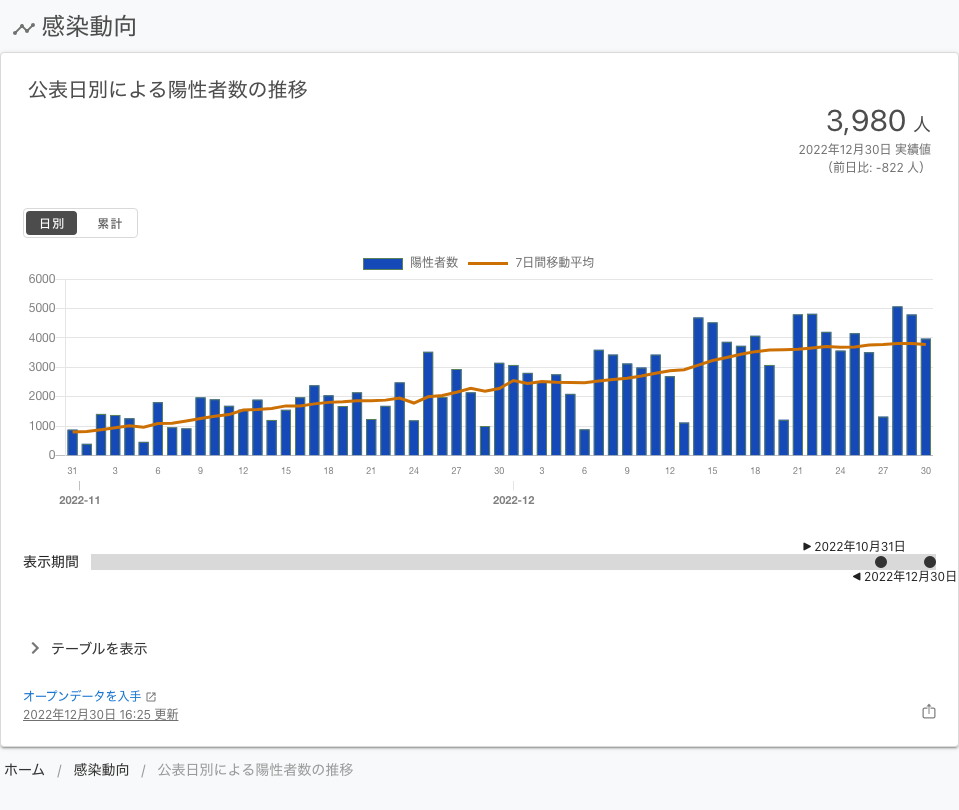 感染動向
公表日別による陽性者数の推移
3,980 人
2022年12月30日 実績値
（前日比: -822 人）
日別 累計
陽性者数 7日間移動平均
6000
5000
4000
3000
2000
1000
0
31 3 6 9 12 15 18 21 24 27 30 3 6 9 12 15 18 21 24 27 30
2022-11 2022-12
▶ 2022年10月31日
表示期間
◀ 2022年12月30日
テーブルを表示
オープンデータを入手
2022年12月30日 16:25 更新
ホーム / 感染動向 / 公表日別による陽性者数の推移